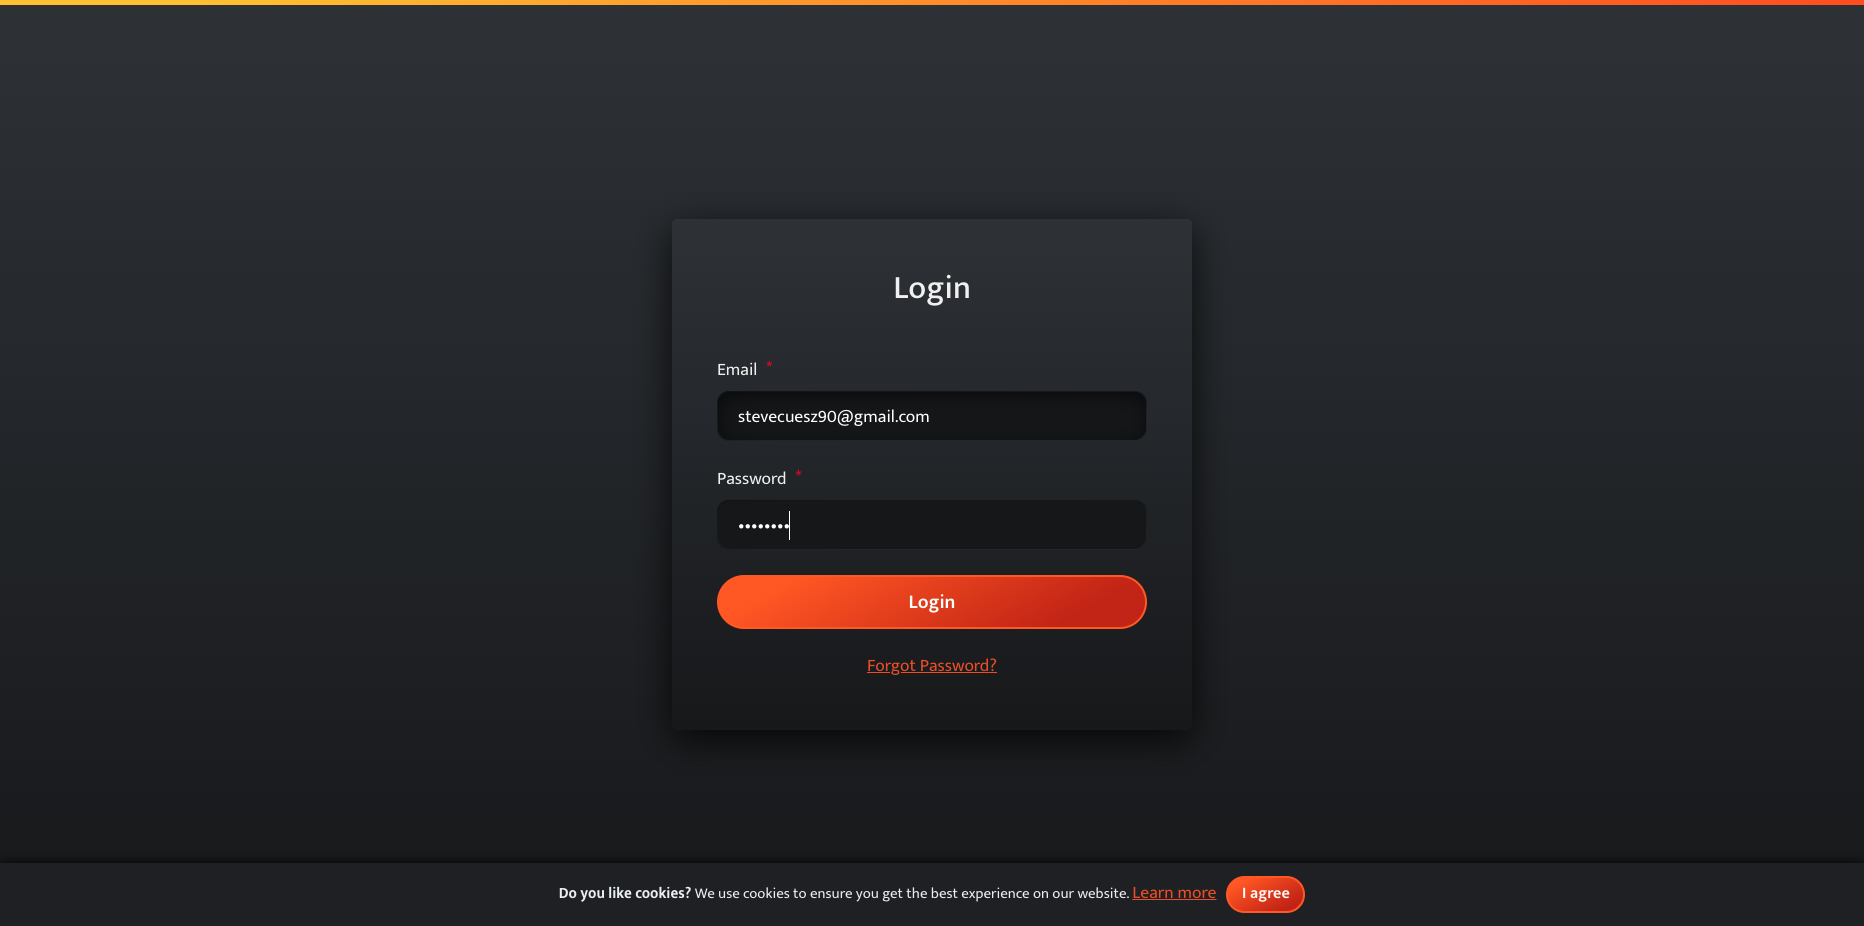 Login
Email *
stevecuesz90@gmail.com
Password *
••••••••
Login
Forgot Password?
Do you like cookies? We use cookies to ensure you get the best experience on our website. Learn more I agree